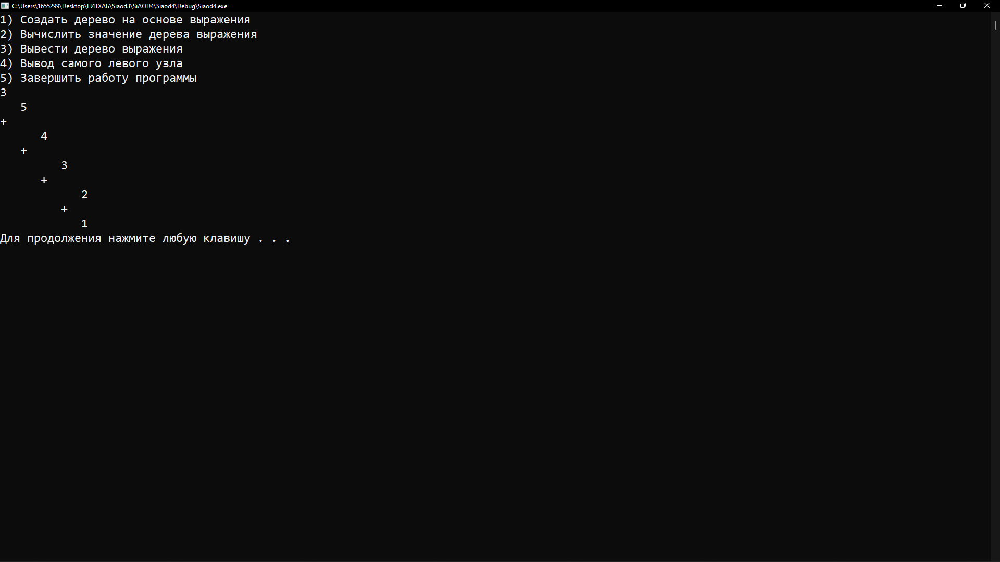 C:\Users\1655299\Desktop\ГИТХАБ\Siaod3\SiAOD4\Siaod4\Debug\Siaod4.exe
1) Создать дерево на основе выражения
2) Вычислить значение дерева выражения
3) Вывести дерево выражения
4) Вывод самого левого узла
5) Завершить работу программы
3
   5
+
      4
   +
         3
      +
            2
         +
            1
Для продолжения нажмите любую клавишу . . .